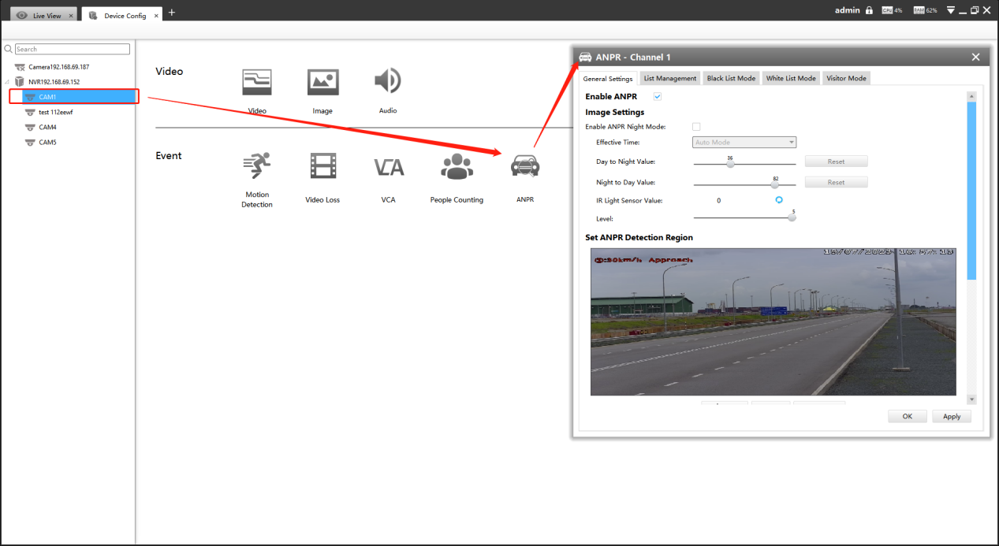 Live View × Device Config × + admin CPU 4% RAM 62%
Search
Camera192.168.69.187
NVR192.168.69.152
CAM1
test 112eewf
CAM4
CAM5
Video
Video Image Audio
Event
Motion Detection
Video Loss
VCA
VCA
People Counting
ANPR
ANPR - Channel 1
General Settings List Management Black List Mode White List Mode Visitor Mode
Enable ANPR
Image Settings
Enable ANPR Night Mode:
Effective Time: Auto Mode
Day to Night Value: 36 Reset
Night to Day Value: 82 Reset
IR Light Sensor Value: 0
Level: 5
Set ANPR Detection Region
Approach
OK Apply